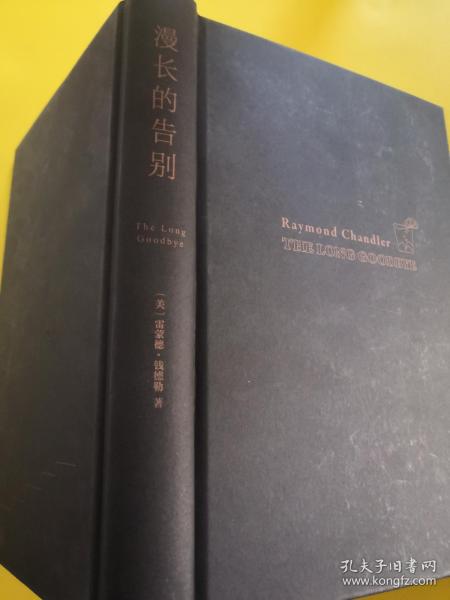 漫长的告别
The Long
Goodbye
〔美〕雷蒙德·钱德勒 著
Raymond Chandler
THE LONG GOODBYE
孔夫子旧书网
www.kongfz.com